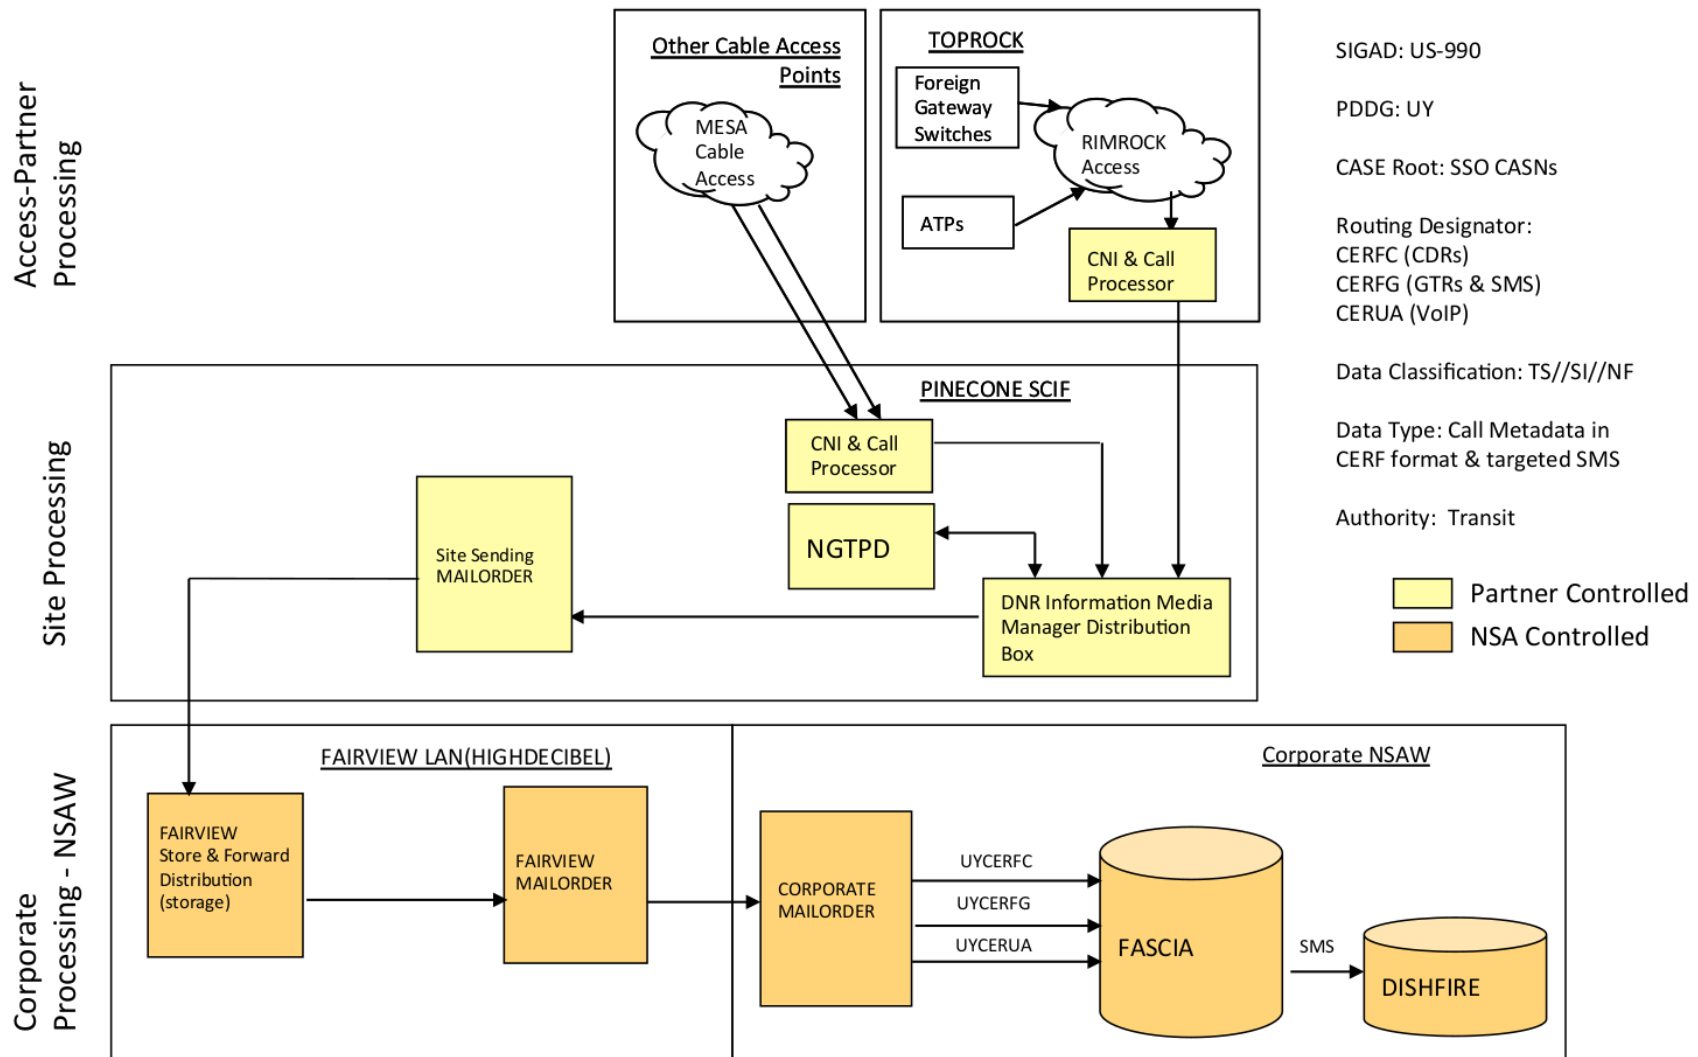 Access-Partner
Processing
Other Cable Access
Points
MESA
Cable
Access
TOPROCK
Foreign
Gateway
Switches
RIMROCK
Access
ATPs
CNI & Call
Processor
SIGAD: US-990
PDDG: UY
CASE Root: SSO CASNs
Routing Designator:
CERFC (CDRs)
CERFG (GTRs & SMS)
CERUA (VoIP)
Data Classification: TS//SI//NF
Data Type: Call Metadata in
CERF format & targeted SMS
Authority: Transit
Partner Controlled
NSA Controlled
Site Processing
PINECONE SCIF
CNI & Call
Processor
NGTPD
Site Sending
MAILORDER
DNR Information Media
Manager Distribution
Box
Corporate
Processing - NSAW
FAIRVIEW LAN(HIGHDECIBEL)
FAIRVIEW
Store & Forward
Distribution
(storage)
FAIRVIEW
MAILORDER
Corporate NSAW
CORPORATE
MAILORDER
UYCERFC
UYCERFG
UYCERUA
FASCIA
SMS
DISHFIRE